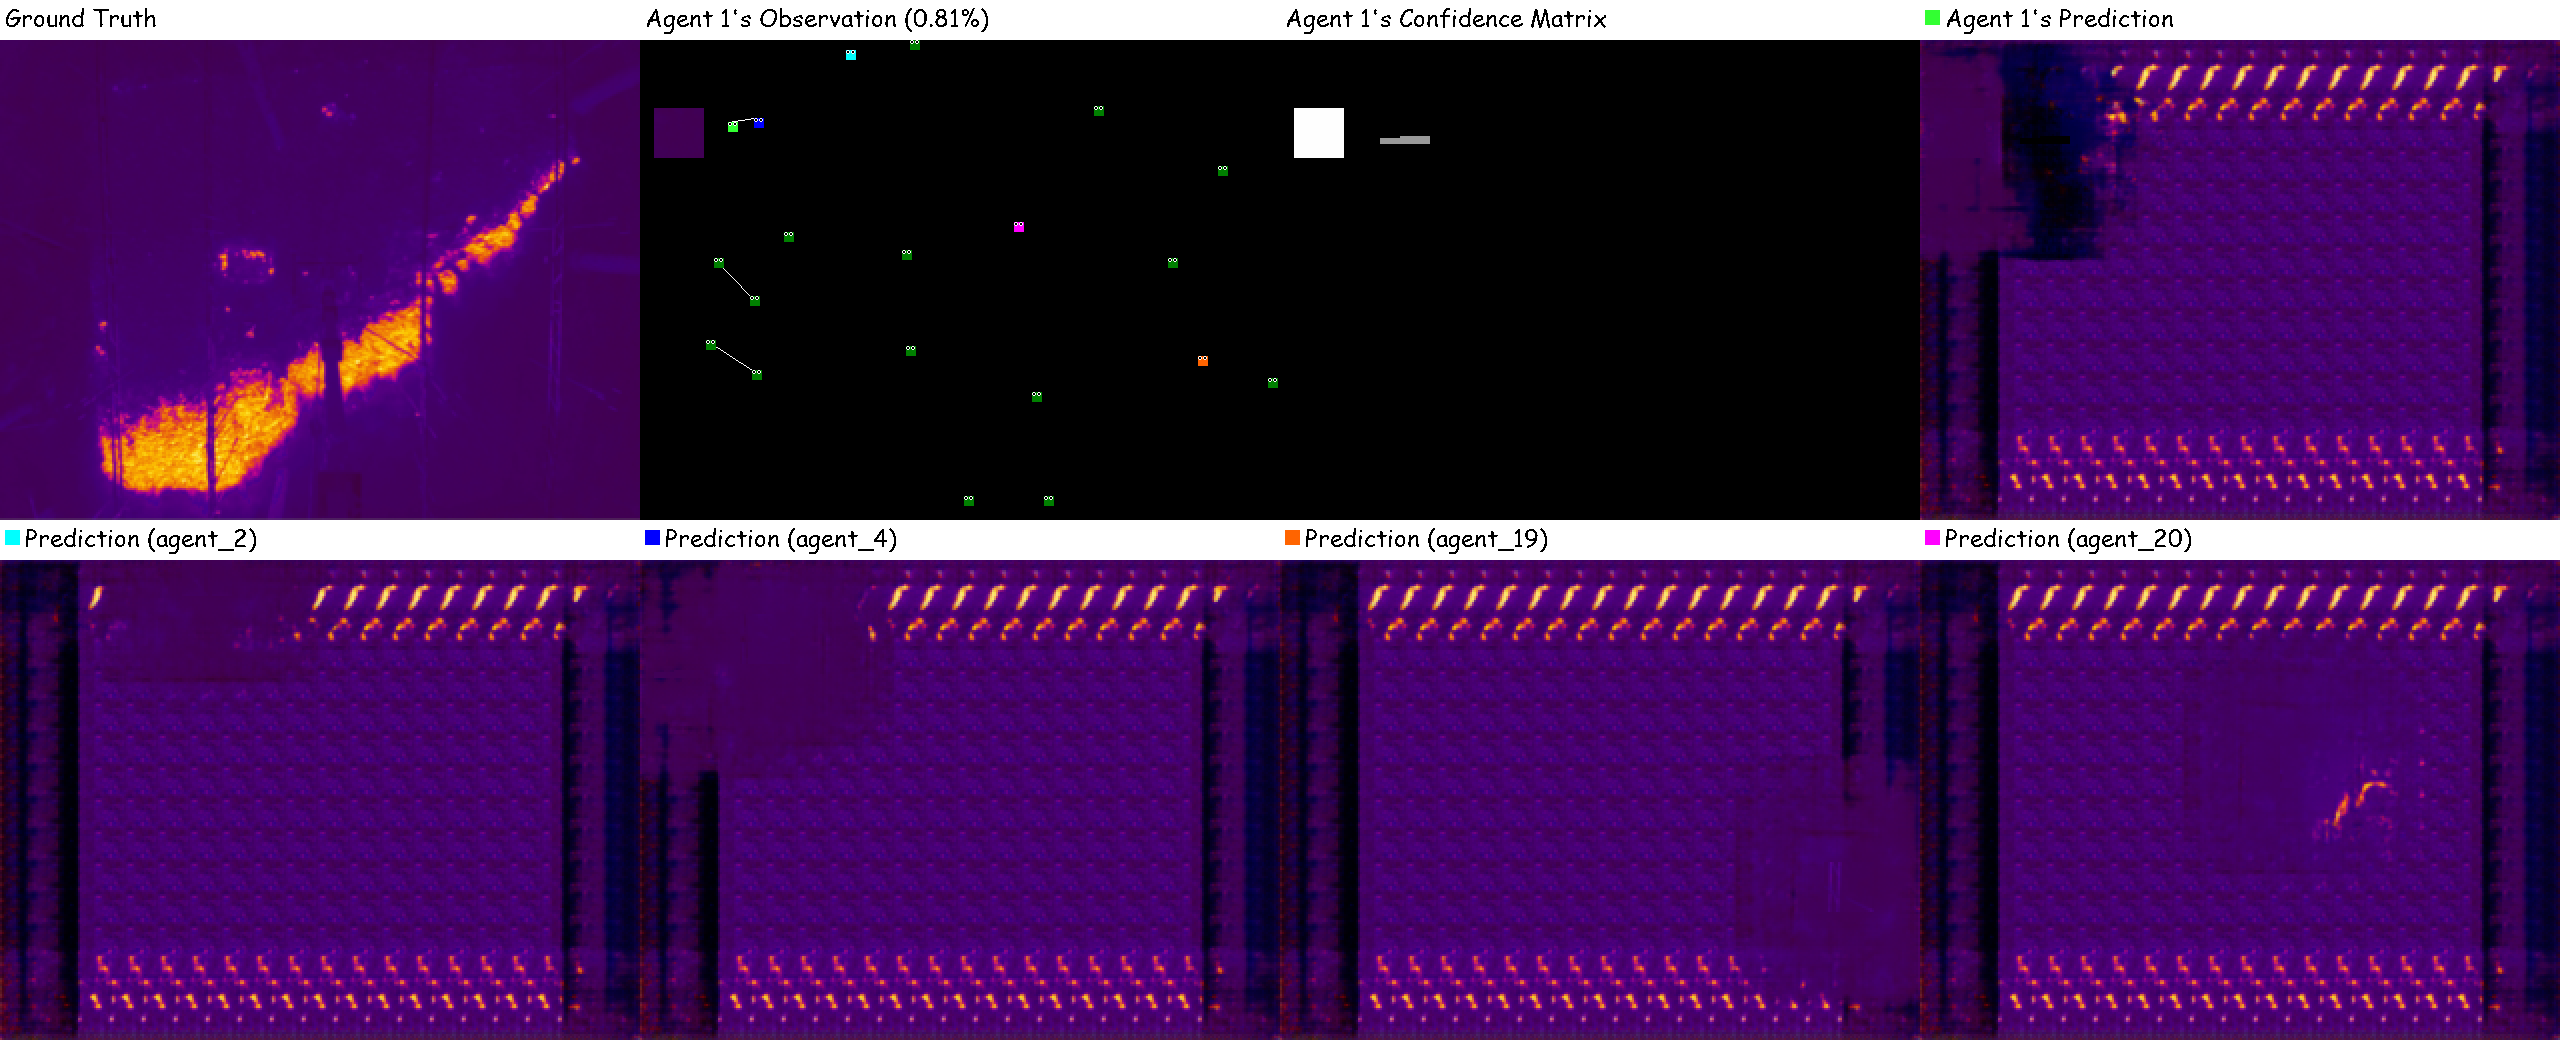 Ground Truth
Agent 1's Observation (0.81%)
Agent 1's Confidence Matrix
Agent 1's Prediction
Prediction (agent_2)
Prediction (agent_4)
Prediction (agent_19)
Prediction (agent_20)